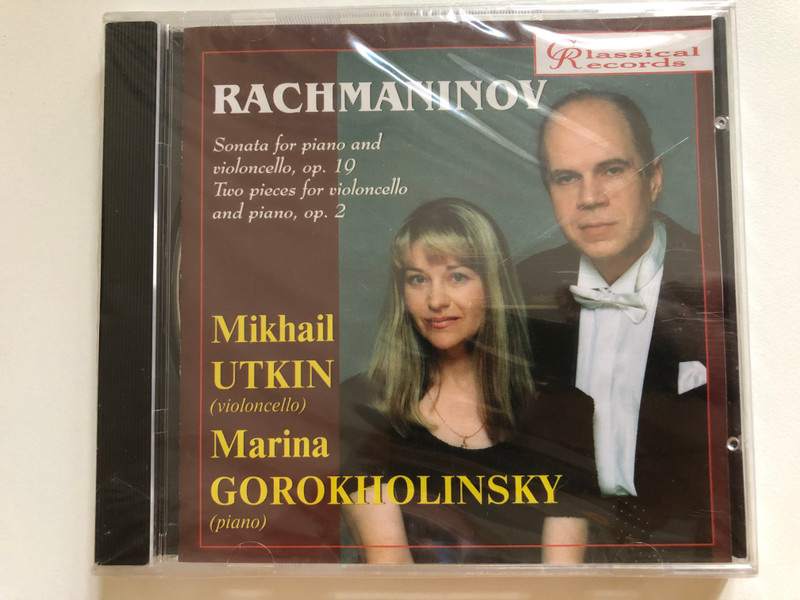 Classical
Records
RACHMANINOV
Sonata for piano and
violoncello, op. 19
Two pieces for violoncello
and piano, op. 2
Mikhail
UTKIN
(violoncello)
Marina
GOROKHOLINSKY
(piano)